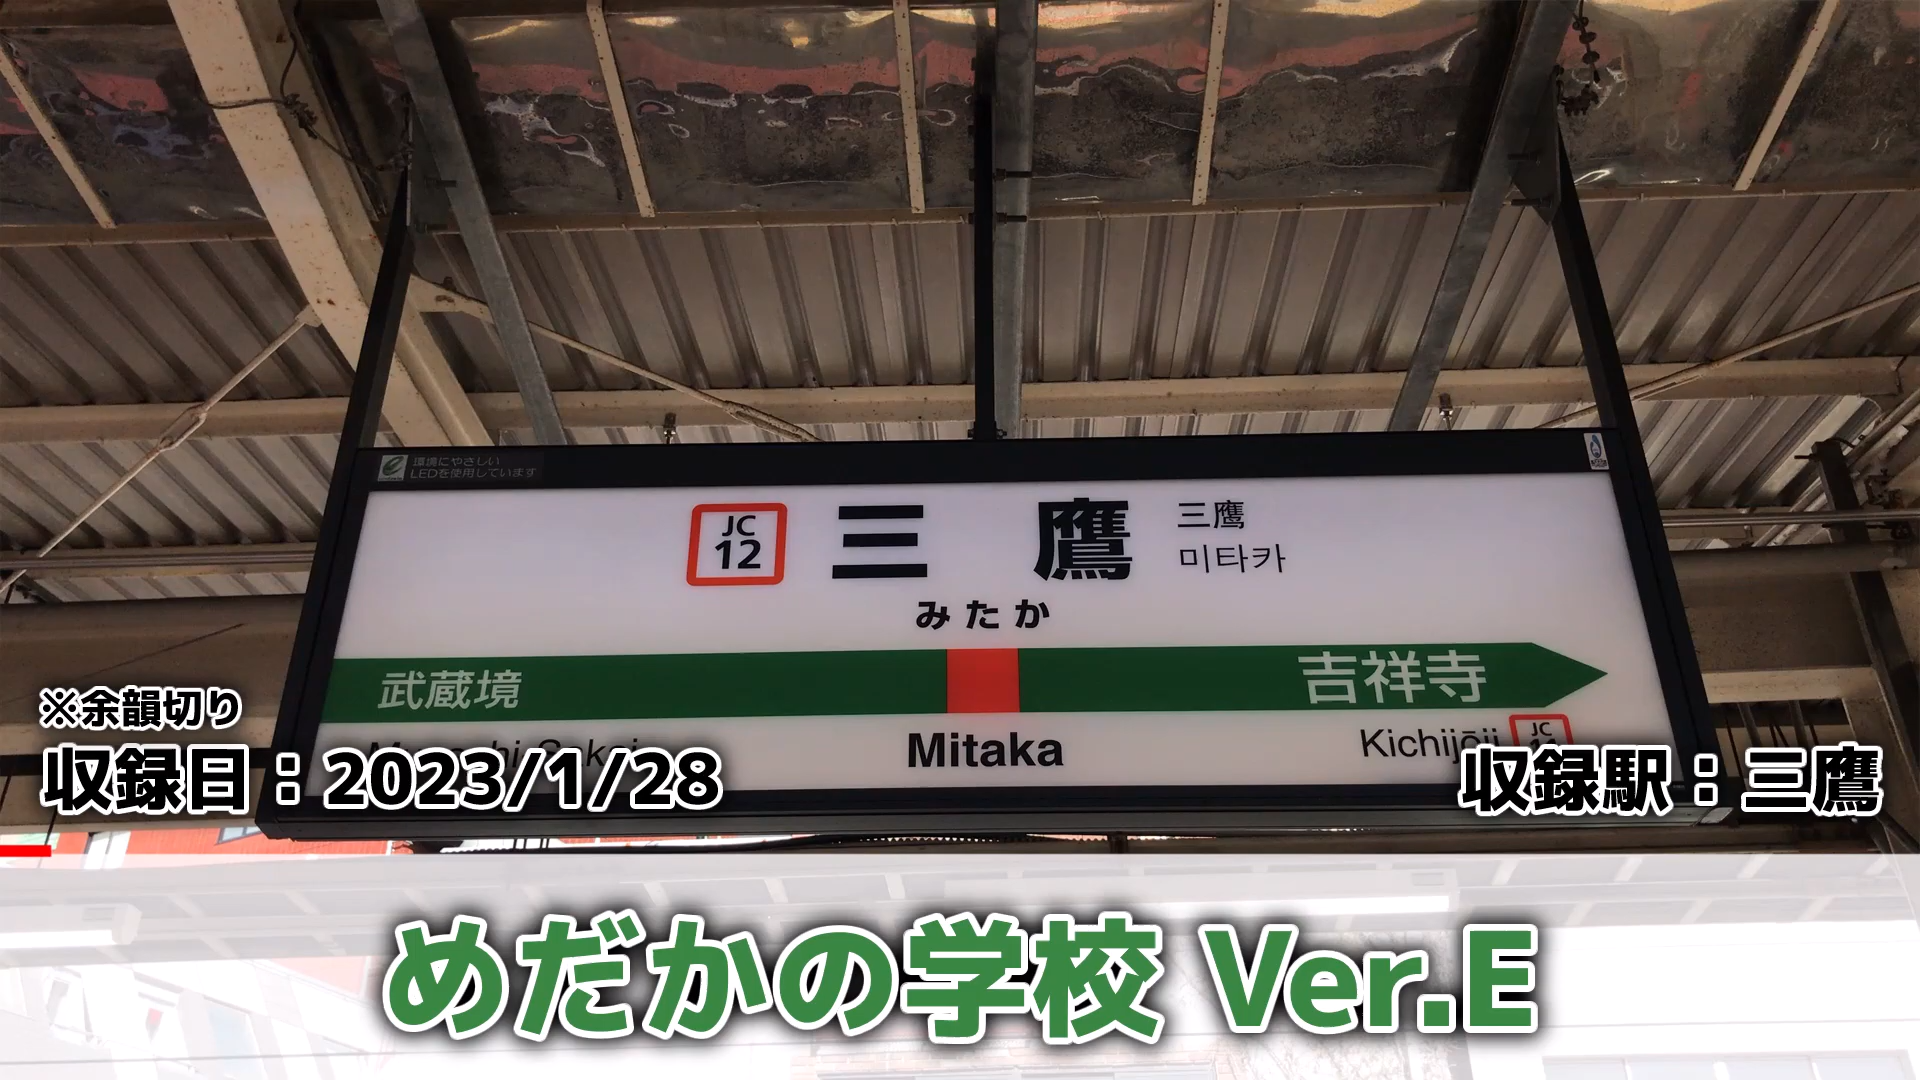 環境にやさしい
LEDを使用しています
JC
12
三鷹
三鷹
미타카
みたか
武蔵境
吉祥寺
Mitaka
Kichijōji
JC
※余韻切り
収録日：2023/1/28
収録駅：三鷹
めだかの学校 Ver.E